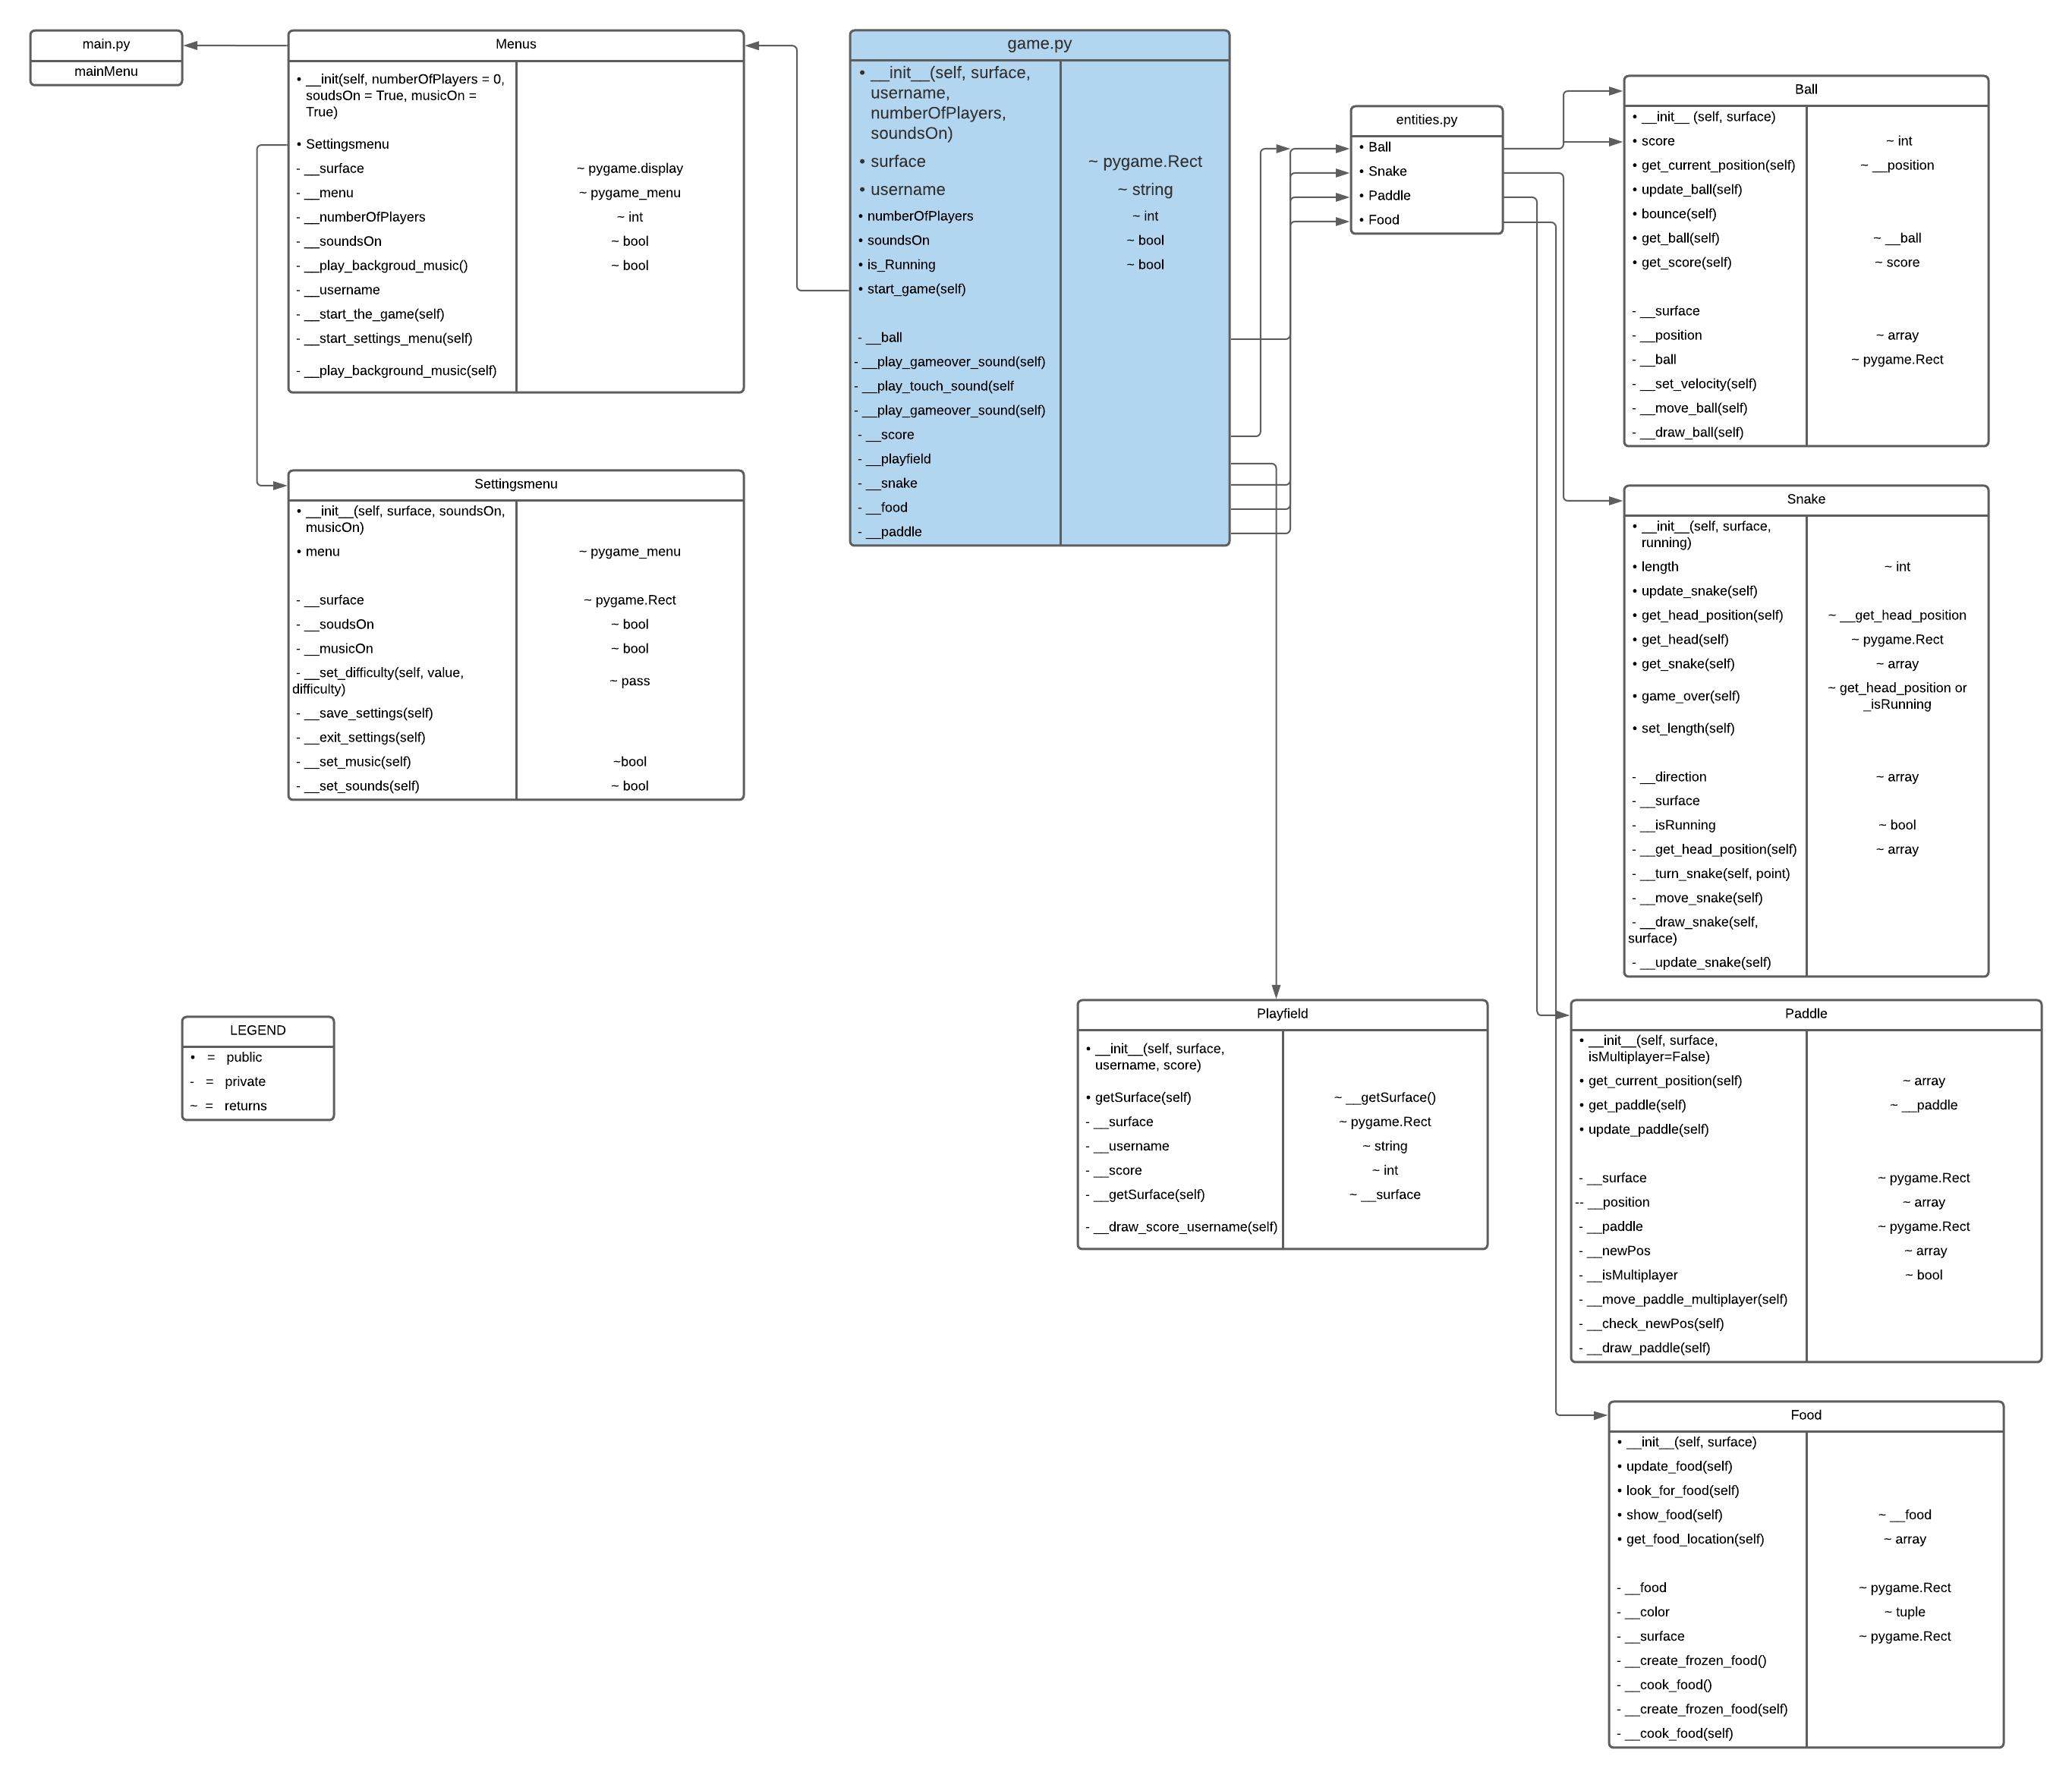 main.py
mainMenu
Menus
• __init(self, numberOfPlayers = 0,
soudsOn = True, musicOn =
True)
• Settingsmenu
- __surface ~ pygame.display
- __menu ~ pygame_menu
- __numberOfPlayers ~ int
- __soundsOn ~ bool
- __play_backgroud_music() ~ bool
- __username
- __start_the_game(self)
- __start_settings_menu(self)
- __play_background_music(self)
Settingsmenu
• __init__(self, surface, soundsOn,
musicOn)
• menu ~ pygame_menu
- __surface ~ pygame.Rect
- __soudsOn ~ bool
- __musicOn ~ bool
- __set_difficulty(self, value,
difficulty) ~ pass
- __save_settings(self)
- __exit_settings(self)
- __set_music(self) ~bool
- __set_sounds(self) ~ bool
LEGEND
• = public
- = private
~ = returns
game.py
• __init__(self, surface,
username,
numberOfPlayers,
soundsOn)
• surface ~ pygame.Rect
• username ~ string
• numberOfPlayers ~ int
• soundsOn ~ bool
• is_Running ~ bool
• start_game(self)
- __ball
- __play_gameover_sound(self)
- __play_touch_sound(self
- __play_gameover_sound(self)
- __score
- __playfield
- __snake
- __food
- __paddle
entities.py
• Ball
• Snake
• Paddle
• Food
Playfield
• __init__(self, surface,
username, score)
• getSurface(self) ~ __getSurface()
- __surface ~ pygame.Rect
- __username ~ string
- __score ~ int
- __getSurface(self) ~ __surface
- __draw_score_username(self)
Ball
• __init__ (self, surface)
• score ~ int
• get_current_position(self) ~ __position
• update_ball(self)
• bounce(self)
• get_ball(self) ~ __ball
• get_score(self) ~ score
- __surface
- __position ~ array
- __ball ~ pygame.Rect
- __set_velocity(self)
- __move_ball(self)
- __draw_ball(self)
Snake
• __init__(self, surface,
running)
• length ~ int
• update_snake(self)
• get_head_position(self) ~ __get_head_position
• get_head(self) ~ pygame.Rect
• get_snake(self) ~ array
• game_over(self) ~ get_head_position or
_isRunning
• set_length(self)
- __direction ~ array
- __surface
- __isRunning ~ bool
- __get_head_position(self) ~ array
- __turn_snake(self, point)
- __move_snake(self)
- __draw_snake(self,
surface)
- __update_snake(self)
Paddle
• __init__(self, surface,
isMultiplayer=False)
• get_current_position(self) ~ array
• get_paddle(self) ~ __paddle
• update_paddle(self)
- __surface ~ pygame.Rect
-- __position ~ array
- __paddle ~ pygame.Rect
- __newPos ~ array
- __isMultiplayer ~ bool
- __move_paddle_multiplayer(self)
- __check_newPos(self)
- __draw_paddle(self)
Food
• __init__(self, surface)
• update_food(self)
• look_for_food(self)
• show_food(self) ~ __food
• get_food_location(self) ~ array
- __food ~ pygame.Rect
- __color ~ tuple
- __surface ~ pygame.Rect
- __create_frozen_food()
- __cook_food()
- __create_frozen_food(self)
- __cook_food(self)